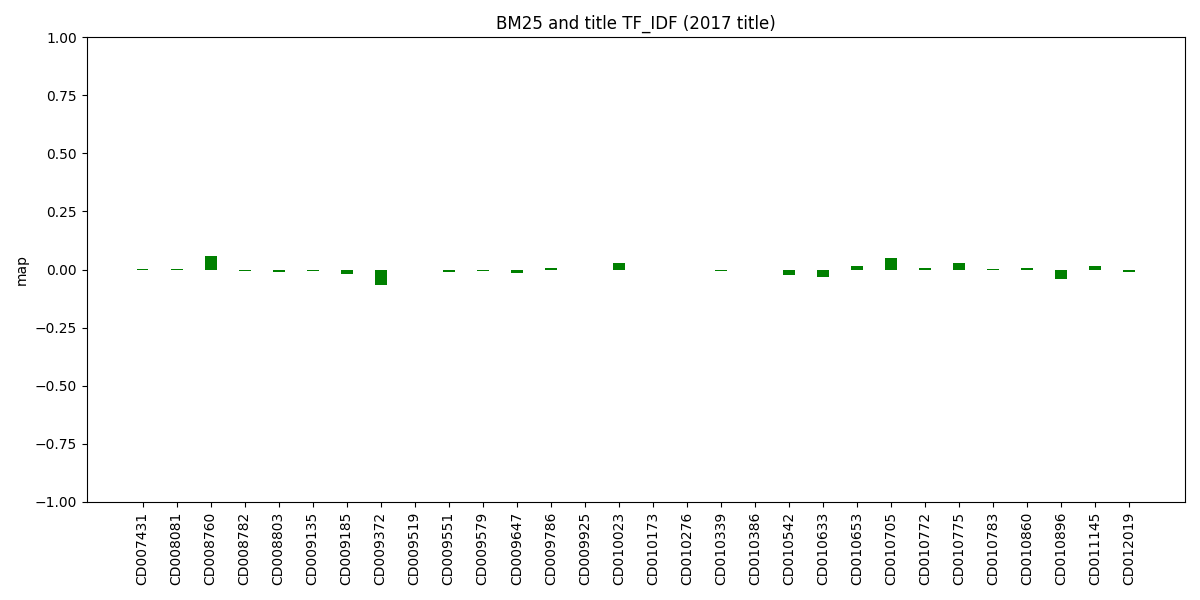 BM25 and title TF_IDF (2017 title)
1.00
0.75
0.50
0.25
0.00
−0.25
−0.50
−0.75
−1.00
map
CD007431
CD008081
CD008760
CD008782
CD008803
CD009135
CD009185
CD009372
CD009519
CD009551
CD009579
CD009647
CD009786
CD009925
CD010023
CD010173
CD010276
CD010339
CD010386
CD010542
CD010633
CD010653
CD010705
CD010772
CD010775
CD010783
CD010860
CD010896
CD011145
CD012019